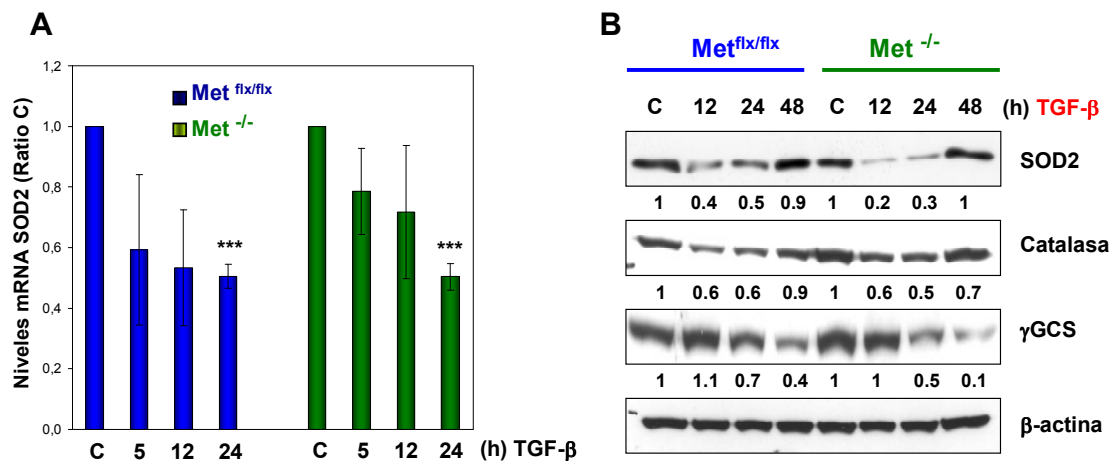 A
Niveles mRNA SOD2 (Ratio C)
1,2
1,0
0,8
0,6
0,4
0,2
0,0
Met flx/flx
Met -/-
***
***
C 5 12 24 C 5 12 24 (h) TGF-β
B
Met flx/flx Met -/-
C 12 24 48 C 12 24 48 (h) TGF-β
SOD2
1 0.4 0.5 0.9 1 0.2 0.3 1
Catalasa
1 0.6 0.6 0.9 1 0.6 0.5 0.7
γGCS
1 1.1 0.7 0.4 1 1 0.5 0.1
β-actina